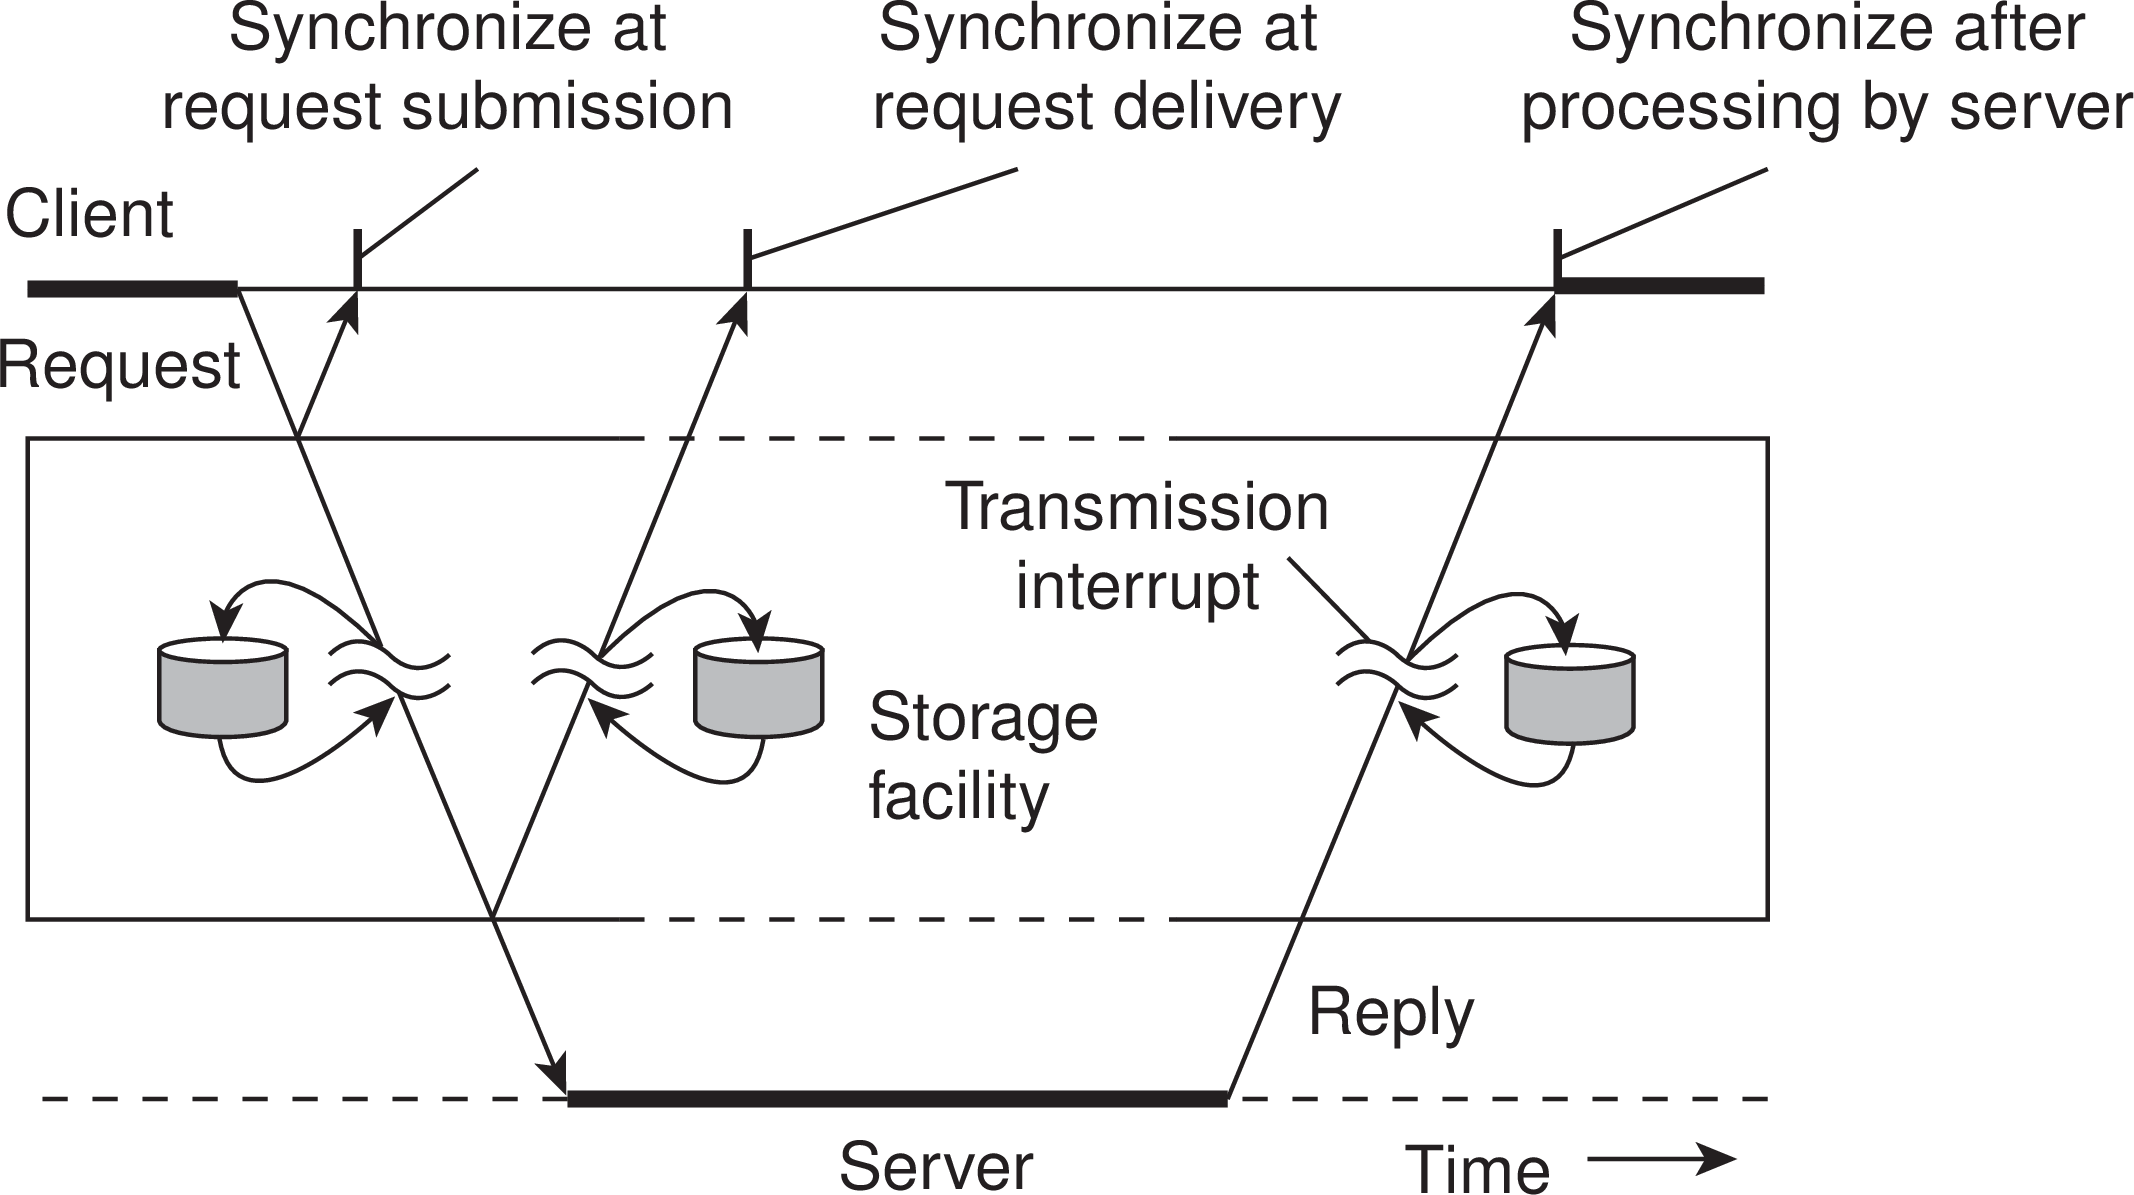 Synchronize at
request submission
Synchronize at
request delivery
Synchronize after
processing by server
Client
Request
Transmission
interrupt
Storage
facility
Reply
Server
Time